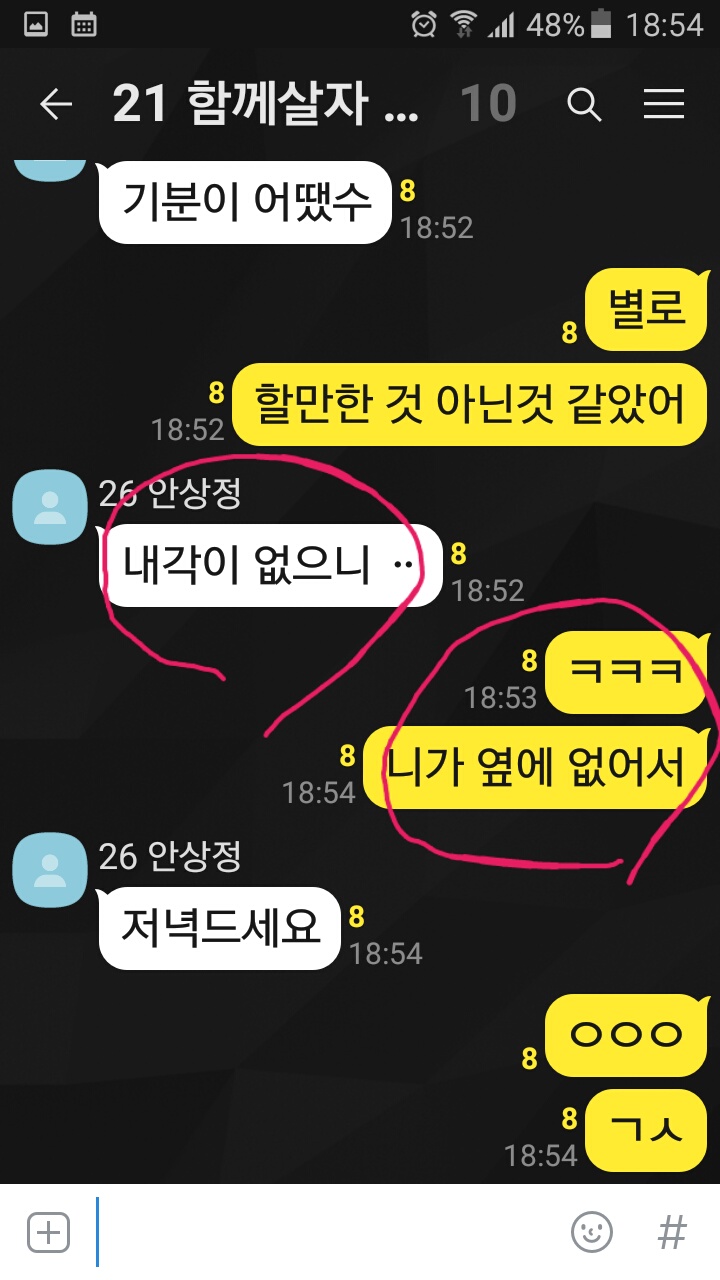 48% 18:54
21 함께살자 ... 10
기분이 어땠수
8
18:52
별로
8
할만한 것 아닌것 같았어
8
18:52
26 안상정
내각이 없으니 ··
8
18:52
ㅋㅋㅋ
8
18:53
니가 옆에 없어서
8
18:54
26 안상정
저녁드세요
8
18:54
ㅇㅇㅇ
8
ㄱㅅ
8
18:54
#